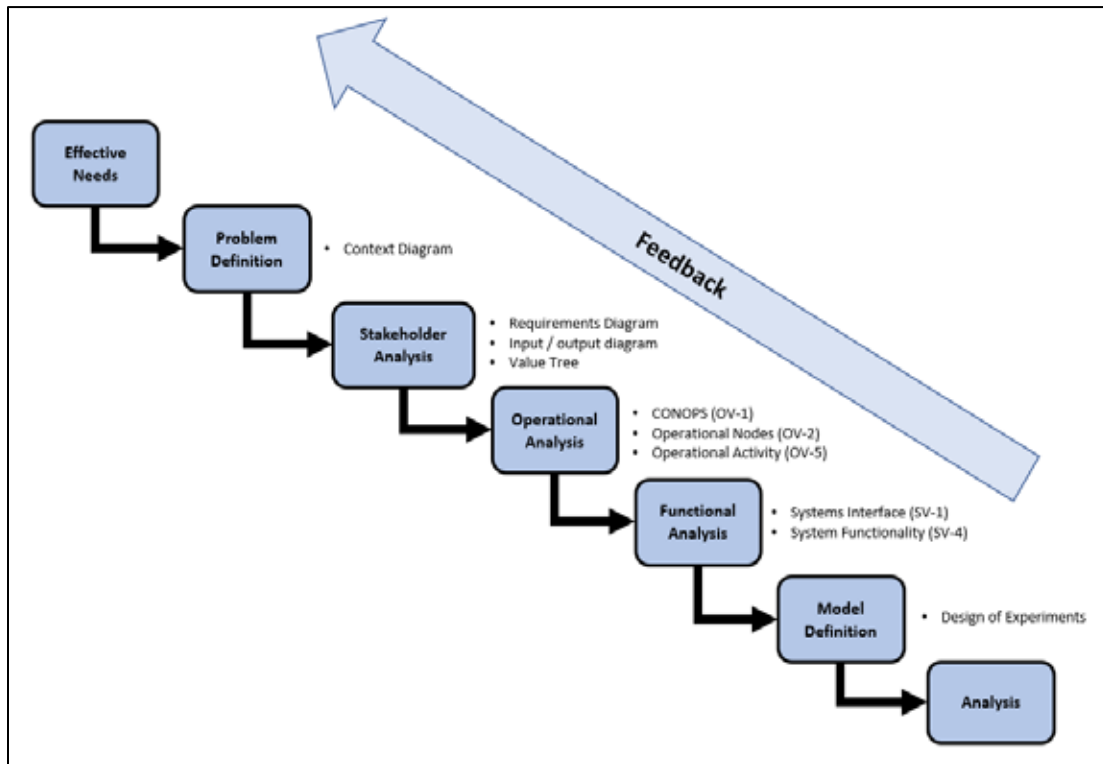 Effective
Needs
Problem
Definition
• Context Diagram
Stakeholder
Analysis
• Requirements Diagram
• Input / output diagram
• Value Tree
Feedback
Operational
Analysis
• CONOPS (OV-1)
• Operational Nodes (OV-2)
• Operational Activity (OV-5)
Functional
Analysis
• Systems Interface (SV-1)
• System Functionality (SV-4)
Model
Definition
• Design of Experiments
Analysis